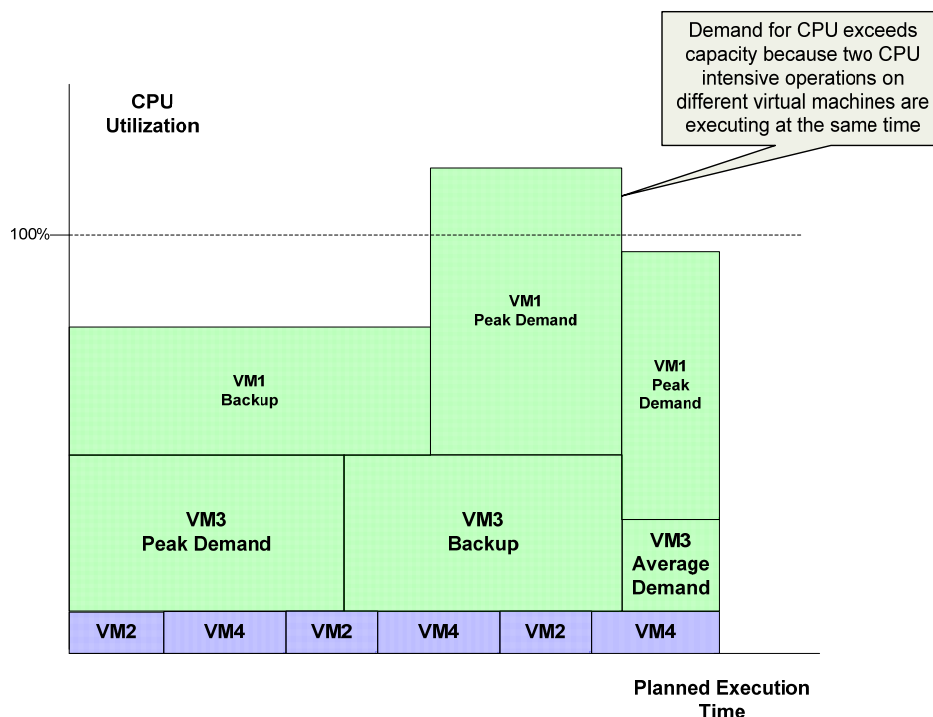 Demand for CPU exceeds
capacity because two CPU
intensive operations on
different virtual machines are
executing at the same time
CPU
Utilization
100%
VM1
Peak Demand
VM1
Backup
VM1
Peak
Demand
VM3
Peak Demand
VM3
Backup
VM3
Average
Demand
VM2
VM4
VM2
VM4
VM2
VM4
Planned Execution
Time